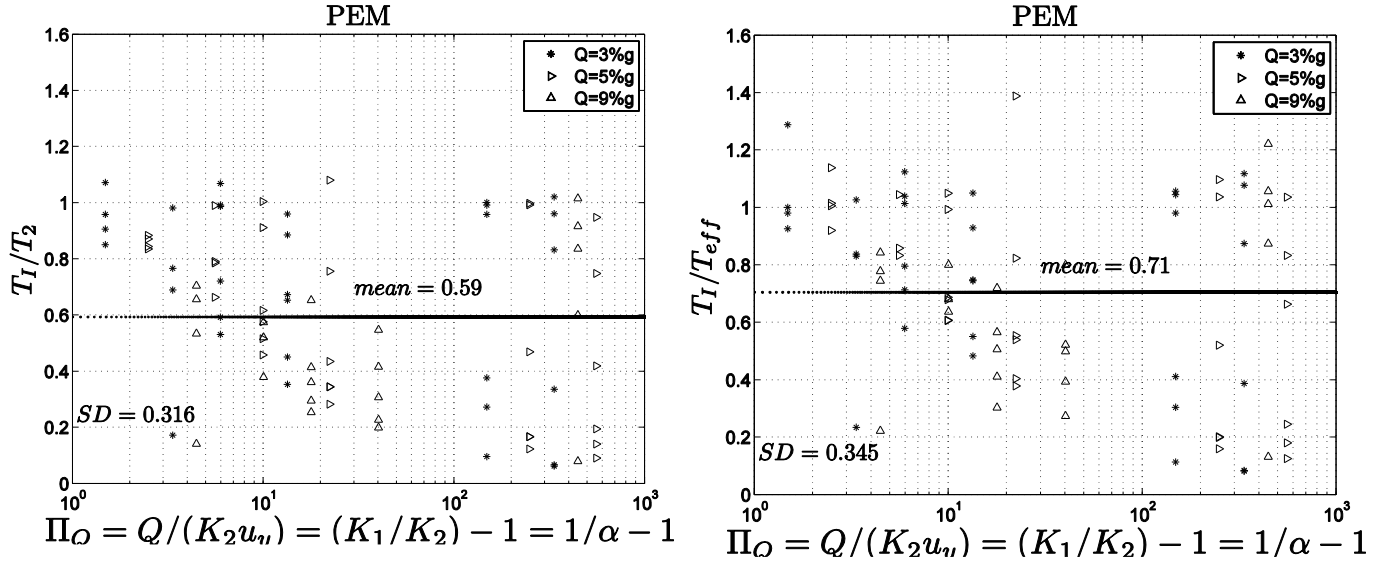 PEM
1.6
1.4
1.2
1
0.8
0.6
0.4
0.2
0
T_I/T_2
Q=3%g
Q=5%g
Q=9%g
mean = 0.59
SD = 0.316
10^0 10^1 10^2 10^3
Π_Q = Q/(K_2u_y) = (K_1/K_2) − 1 = 1/α − 1
PEM
1.6
1.4
1.2
1
0.8
0.6
0.4
0.2
0
T_I/T_eff
Q=3%g
Q=5%g
Q=9%g
mean = 0.71
SD = 0.345
10^0 10^1 10^2 10^3
Π_Q = Q/(K_2u_y) = (K_1/K_2) − 1 = 1/α − 1